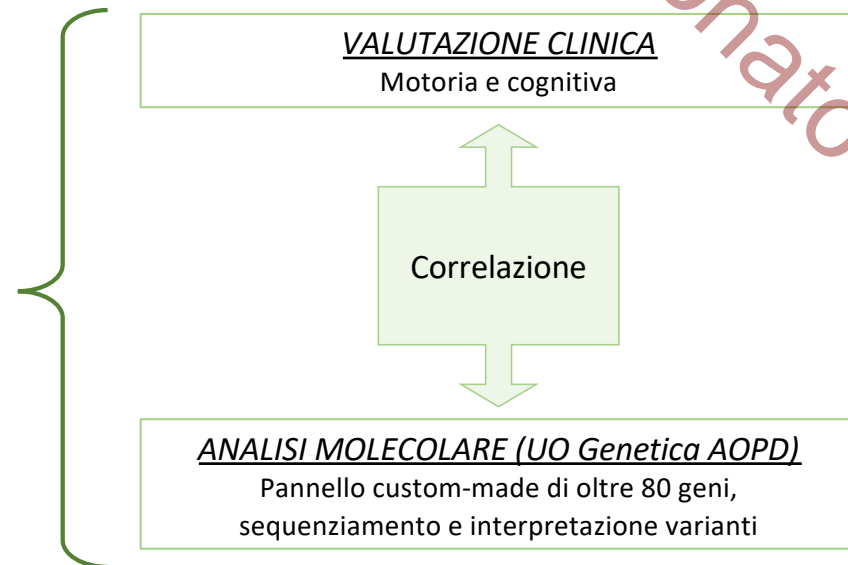 VALUTAZIONE CLINICA
Motoria e cognitiva
Correlazione
ANALISI MOLECOLARE (UO Genetica AOPD)
Pannello custom-made di oltre 80 geni,
sequenziamento e interpretazione varianti